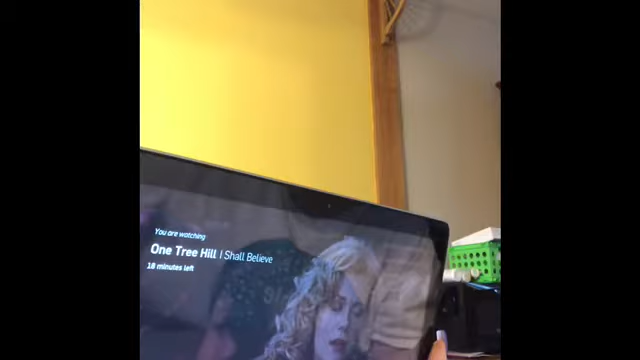 You are watching
One Tree Hill | I Shall Believe
18 minutes left